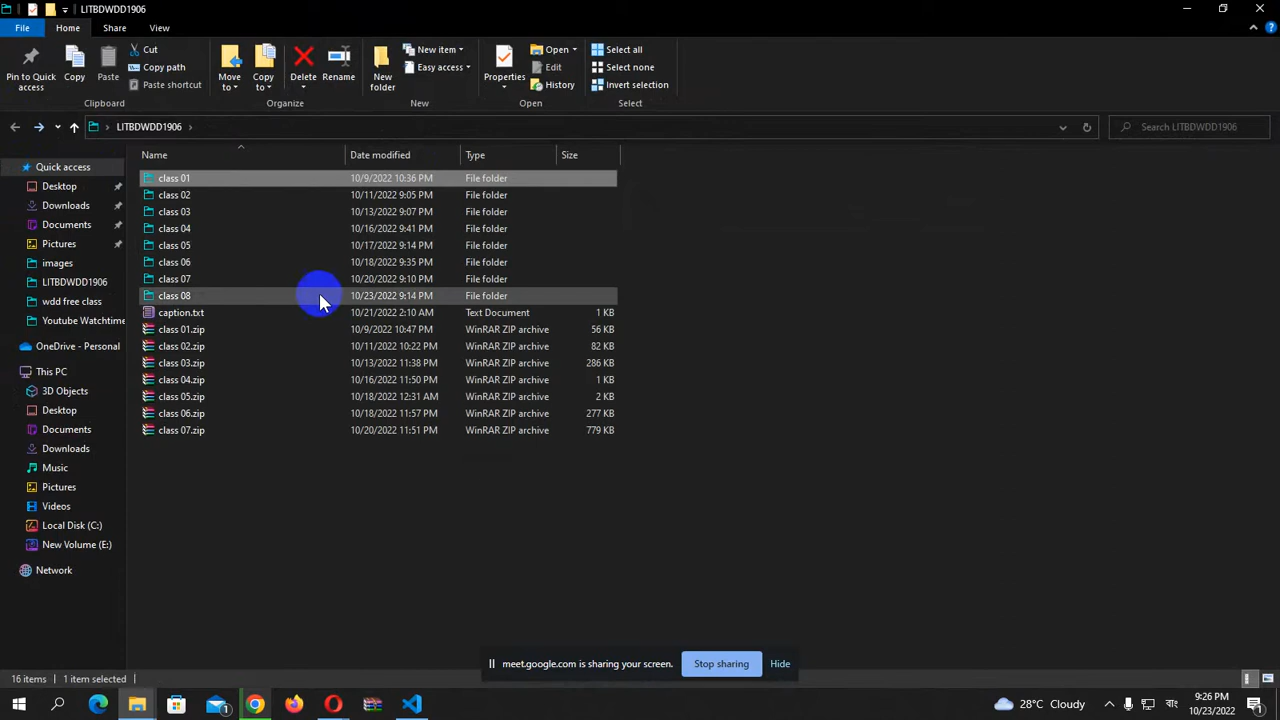 LITBDWDD1906
File
Home
Share
View
Pin to Quick access
Copy
Paste
Cut
Copy path
Paste shortcut
Move to
Copy to
Delete
Rename
New folder
New item
Easy access
Properties
Open
Edit
History
Select all
Select none
Invert selection
Clipboard
Organize
New
Open
Select
LITBDWDD1906
Search LITBDWDD1906
Name Date modified Type Size
class 01 10/9/2022 10:36 PM File folder
class 02 10/11/2022 9:05 PM File folder
class 03 10/13/2022 9:07 PM File folder
class 04 10/16/2022 9:41 PM File folder
class 05 10/17/2022 9:14 PM File folder
class 06 10/18/2022 9:35 PM File folder
class 07 10/20/2022 9:10 PM File folder
class 08 10/23/2022 9:14 PM File folder
caption.txt 10/21/2022 2:10 AM Text Document 1 KB
class 01.zip 10/9/2022 10:47 PM WinRAR ZIP archive 56 KB
class 02.zip 10/11/2022 10:22 PM WinRAR ZIP archive 82 KB
class 03.zip 10/13/2022 11:38 PM WinRAR ZIP archive 286 KB
class 04.zip 10/16/2022 11:50 PM WinRAR ZIP archive 1 KB
class 05.zip 10/18/2022 12:31 AM WinRAR ZIP archive 2 KB
class 06.zip 10/18/2022 11:57 PM WinRAR ZIP archive 277 KB
class 07.zip 10/20/2022 11:51 PM WinRAR ZIP archive 779 KB
Quick access
Desktop
Downloads
Documents
Pictures
images
LITBDWDD1906
wdd free class
Youtube Watchtime
OneDrive - Personal
This PC
3D Objects
Desktop
Documents
Downloads
Music
Pictures
Videos
Local Disk (C:)
New Volume (E:)
Network
meet.google.com is sharing your screen.
Stop sharing
Hide
16 items 1 item selected
1
28°C Cloudy
বাং
9:26 PM
10/23/2022
1